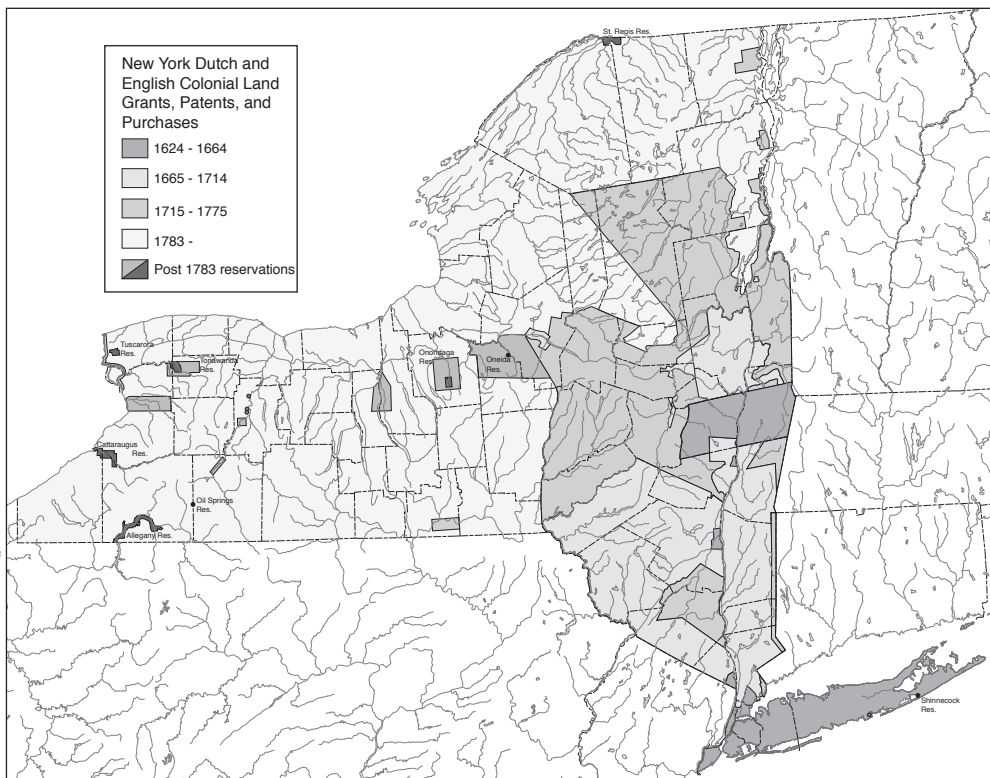 New York Dutch and
English Colonial Land
Grants, Patents, and
Purchases
1624 - 1664
1665 - 1714
1715 - 1775
1783 -
Post 1783 reservations
St. Regis Res.
Tuscarora
Res.
Tonawanda
Res.
Onondaga
Res.
Oneida
Res.
Cattaraugus
Res.
Oil Springs
Res.
Allegany Res.
Shinnecock
Res.